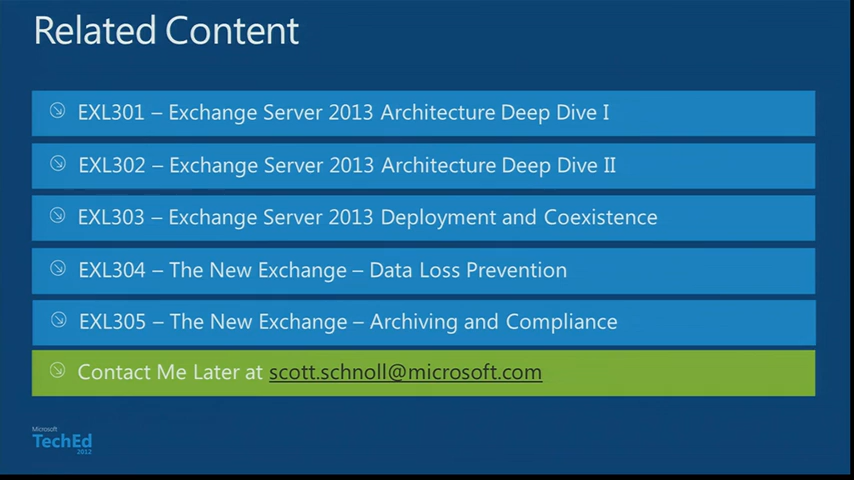 Related Content
EXL301 – Exchange Server 2013 Architecture Deep Dive I
EXL302 – Exchange Server 2013 Architecture Deep Dive II
EXL303 – Exchange Server 2013 Deployment and Coexistence
EXL304 – The New Exchange – Data Loss Prevention
EXL305 – The New Exchange – Archiving and Compliance
Contact Me Later at scott.schnoll@microsoft.com
Microsoft
TechEd
2012